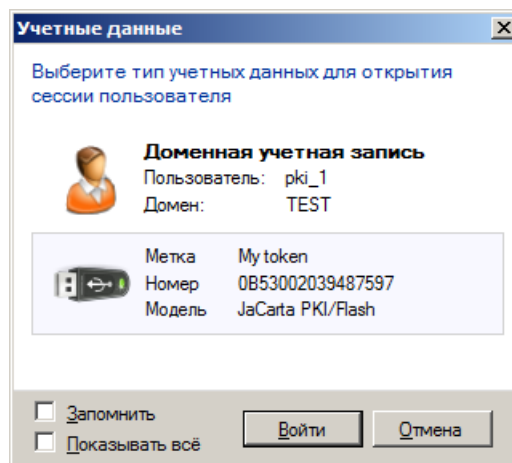 Учетные данные
Выберите тип учетных данных для открытия
сессии пользователя
Доменная учетная запись
Пользователь: pki_1
Домен: TEST
Метка My token
Номер 0B53002039487597
Модель JaCarta PKI/Flash
Запомнить
Показывать всё
Войти
Отмена